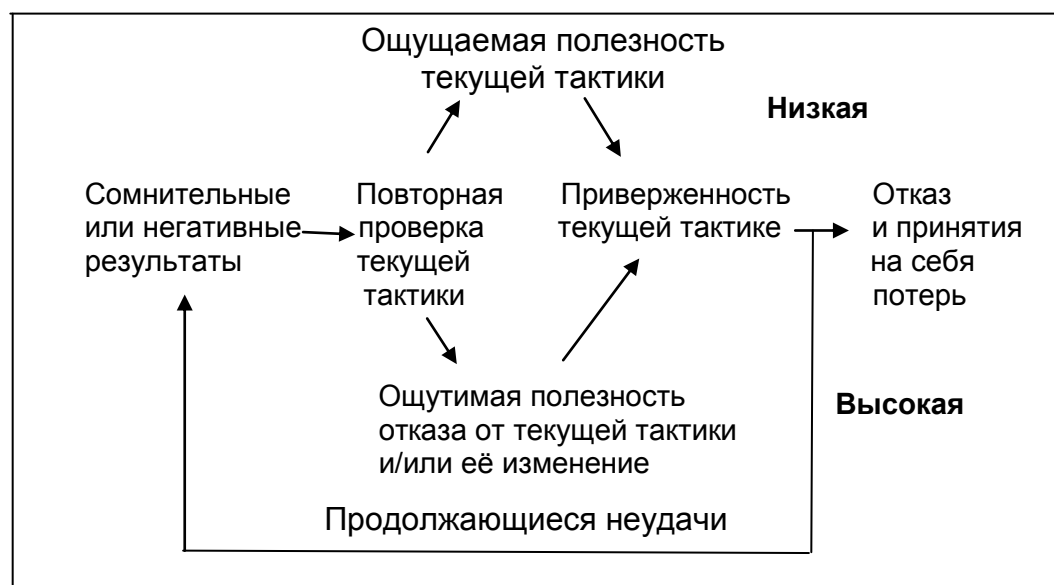 Ощущаемая полезность
текущей тактики
Низкая
Сомнительные
или негативные
результаты
Повторная
проверка
текущей
тактики
Приверженность
текущей тактике
Отказ
и принятия
на себя
потерь
Ощутимая полезность
отказа от текущей тактики
и/или её изменение
Высокая
Продолжающиеся неудачи